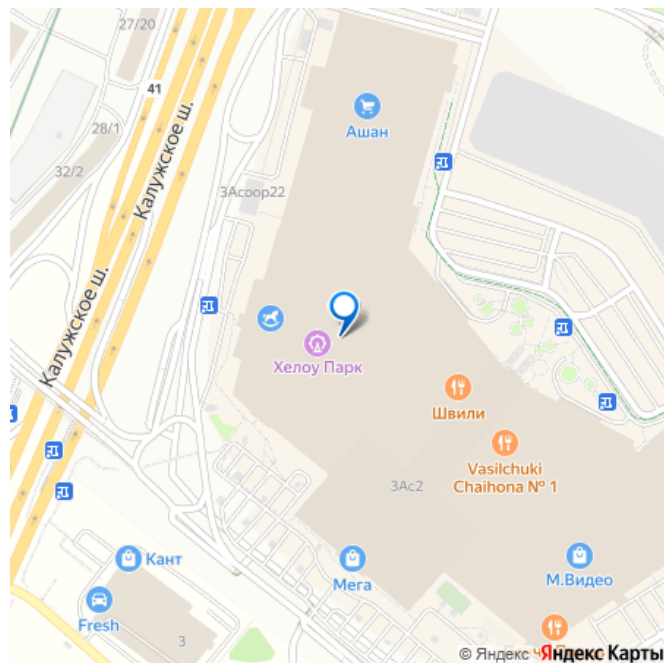 27/20
41
28/1
Калужское ш.
Ашан
32/2
3Асоор22
Калужское ш.
Хелоу Парк
Швили
Vasilchuki
Chaihona № 1
3Ас2
Кант
Мега
М.Видео
Fresh
3
© Яндекс Яндекс Карты